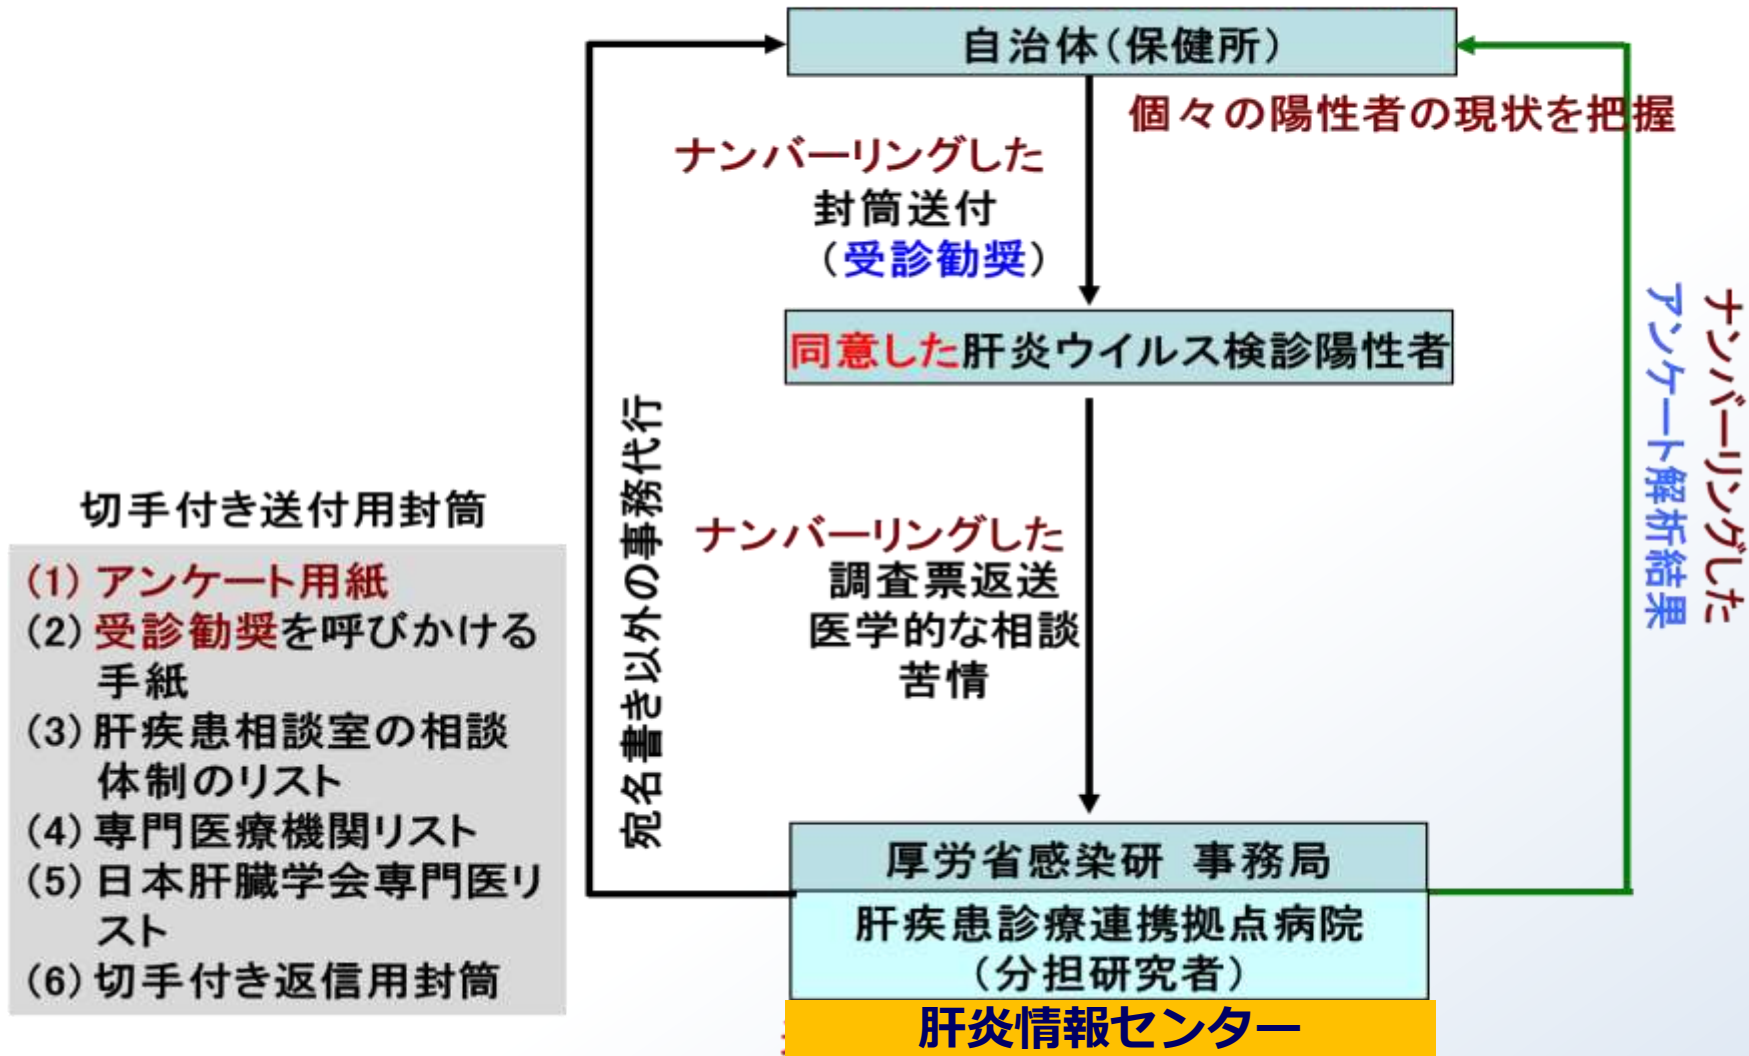 自治体（保健所）
個々の陽性者の現状を把握
ナンバーリングした
封筒送付
（受診勧奨）
同意した肝炎ウイルス検診陽性者
宛名書き以外の事務代行
ナンバーリングした
調査票返送
医学的な相談
苦情
ナンバーリングした
アンケート解析結果
切手付き送付用封筒
(1) アンケート用紙
(2) 受診勧奨を呼びかける
手紙
(3) 肝疾患相談室の相談
体制のリスト
(4) 専門医療機関リスト
(5) 日本肝臓学会専門医リ
スト
(6) 切手付き返信用封筒
厚労省感染研 事務局
肝疾患診療連携拠点病院
（分担研究者）
肝炎情報センター